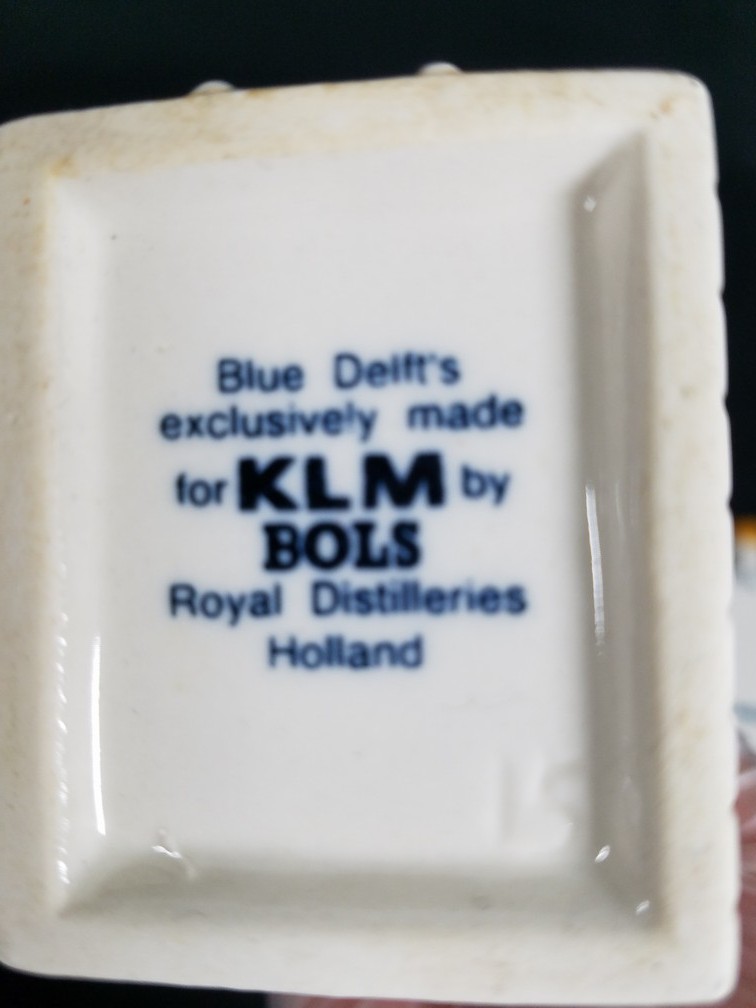 Blue Delft's
exclusively made
for KLM by
BOLS
Royal Distilleries
Holland